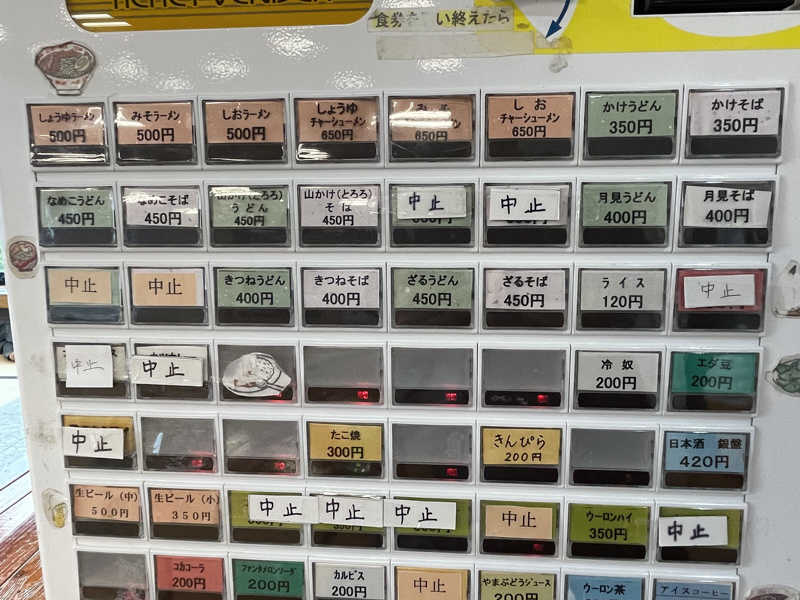 食券 い終えたら
しょうゆラーメン
500円
みそラーメン
500円
しおラーメン
500円
しょうゆ
チャーシューメン
650円
650円
しお
チャーシューメン
650円
かけうどん
350円
かけそば
350円
なめこうどん
450円
なめこそば
450円
山かけ(とろろ)
うどん
450円
山かけ(とろろ)
そば
450円
中止
中止
月見うどん
400円
月見そば
400円
中止
中止
きつねうどん
400円
きつねそば
400円
ざるうどん
450円
ざるそば
450円
ライス
120円
中止
中止
中止
冷奴
200円
エダ豆
200円
中止
たこ焼
300円
きんぴら
200円
日本酒 銀盤
420円
生ビール(中)
500円
生ビール(小)
350円
中止
中止
中止
中止
ウーロンハイ
350円
中止
コカコーラ
200円
ファンタメロンソーダ
200円
カルピス
200円
中止
やまぶどうジュース
200円
ウーロン茶
アイスコーヒー